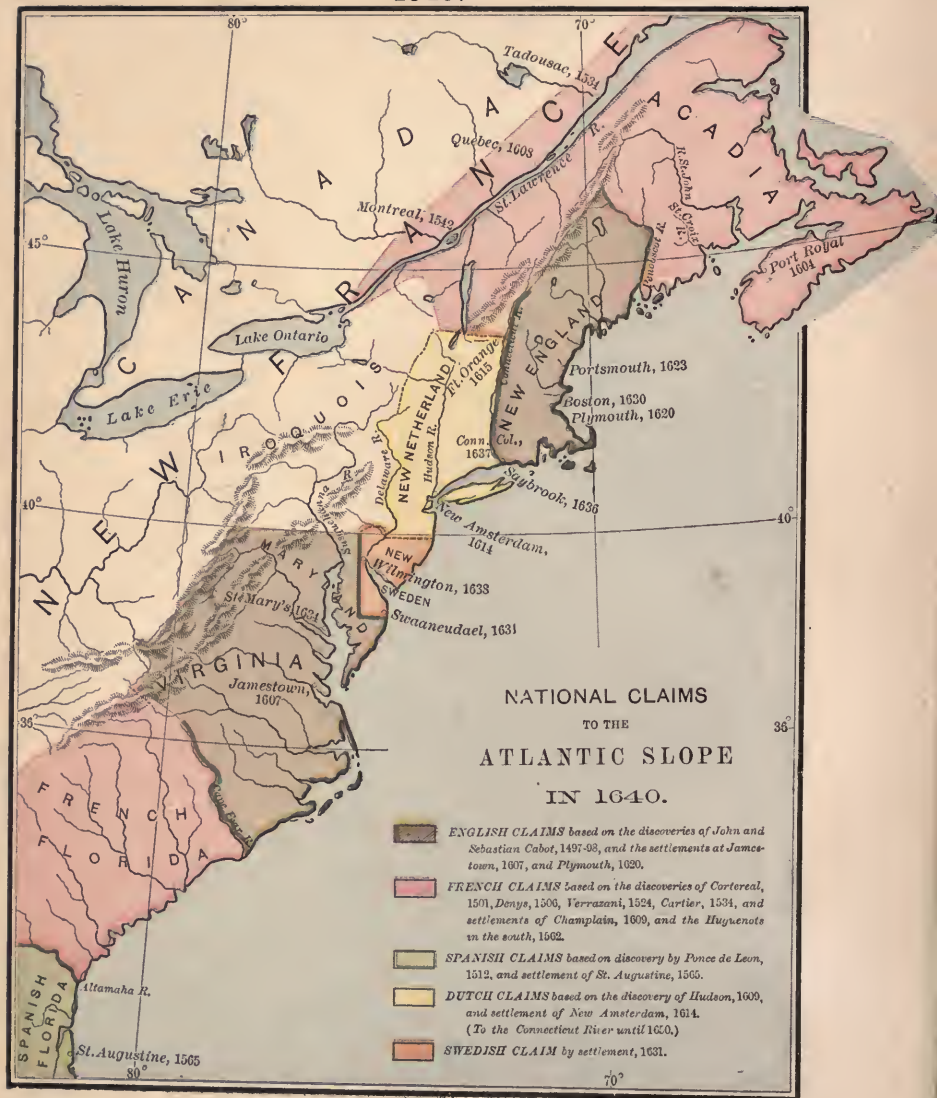 80°
70°
Tadousac, 1531
CANADA
NEW FRANCE
ACADIA
Quebec, 1608
St. Lawrence R.
R. St. John
St. Croix R.
Montreal, 1542
Penobscot R.
Port Royal
1604
45°
Lake Huron
Lake Ontario
Lake Erie
IROQUOIS
Ft. Orange
1615
Connecticut R.
NEW ENGLAND
Portsmouth, 1623
Boston, 1630
Plymouth, 1620
NEW NETHERLAND
Hudson R.
Delaware R.
Conn. Col.,
1637
Saybrook, 1636
Susquehanna R
40°
40°
New Amsterdam,
1614
MARYLAND
NEW
SWEDEN
Wilmington, 1638
St. Mary's, 1634
Swaaneudael, 1631
VIRGINIA
Jamestown,
1607
35°
35°
Cape Fear R.
FRENCH
FLORIDA
Altamaha R.
SPANISH
FLORIDA
St. Augustine, 1565
80°
70°
NATIONAL CLAIMS
TO THE
ATLANTIC SLOPE
IN 1640.
ENGLISH CLAIMS based on the discoveries of John and
Sebastian Cabot, 1497-98, and the settlements at James-
town, 1607, and Plymouth, 1620.
FRENCH CLAIMS based on the discoveries of Cortereal,
1501, Denys, 1506, Verrazani, 1524, Cartier, 1534, and
settlements of Champlain, 1609, and the Huguenots
in the south, 1562.
SPANISH CLAIMS based on discovery by Ponce de Leon,
1512, and settlement of St. Augustine, 1565.
DUTCH CLAIMS based on the discovery of Hudson, 1609,
and settlement of New Amsterdam, 1614.
(To the Connecticut River until 1650.)
SWEDISH CLAIM by settlement, 1631.